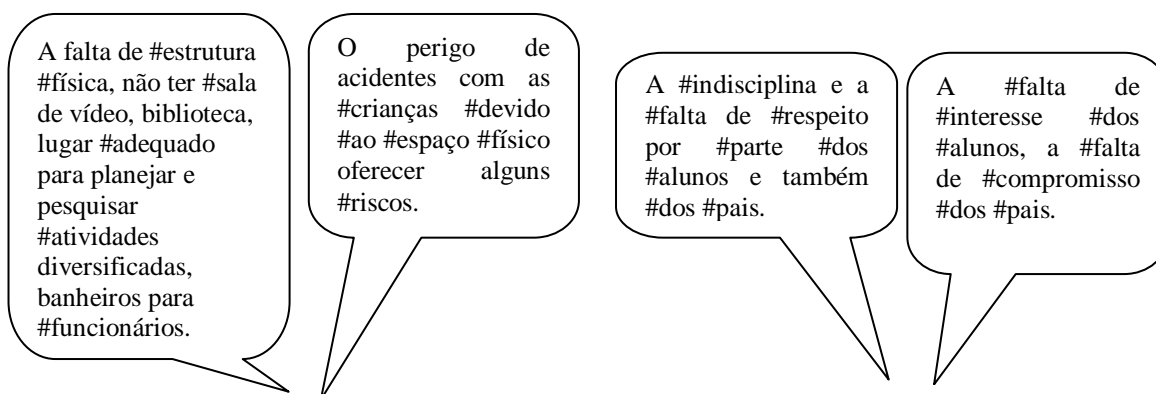 A falta de #estrutura
#física, não ter #sala
de vídeo, biblioteca,
lugar #adequado
para planejar e
pesquisar
#atividades
diversificadas,
banheiros para
#funcionários.
O perigo de
acidentes com as
#crianças #devido
#ao #espaço #físico
oferecer alguns
#riscos.
A #indisciplina e a
#falta de #respeito
por #parte #dos
#alunos e também
#dos #pais.
A #falta de
#interesse #dos
#alunos, a #falta
de #compromisso
#dos #pais.